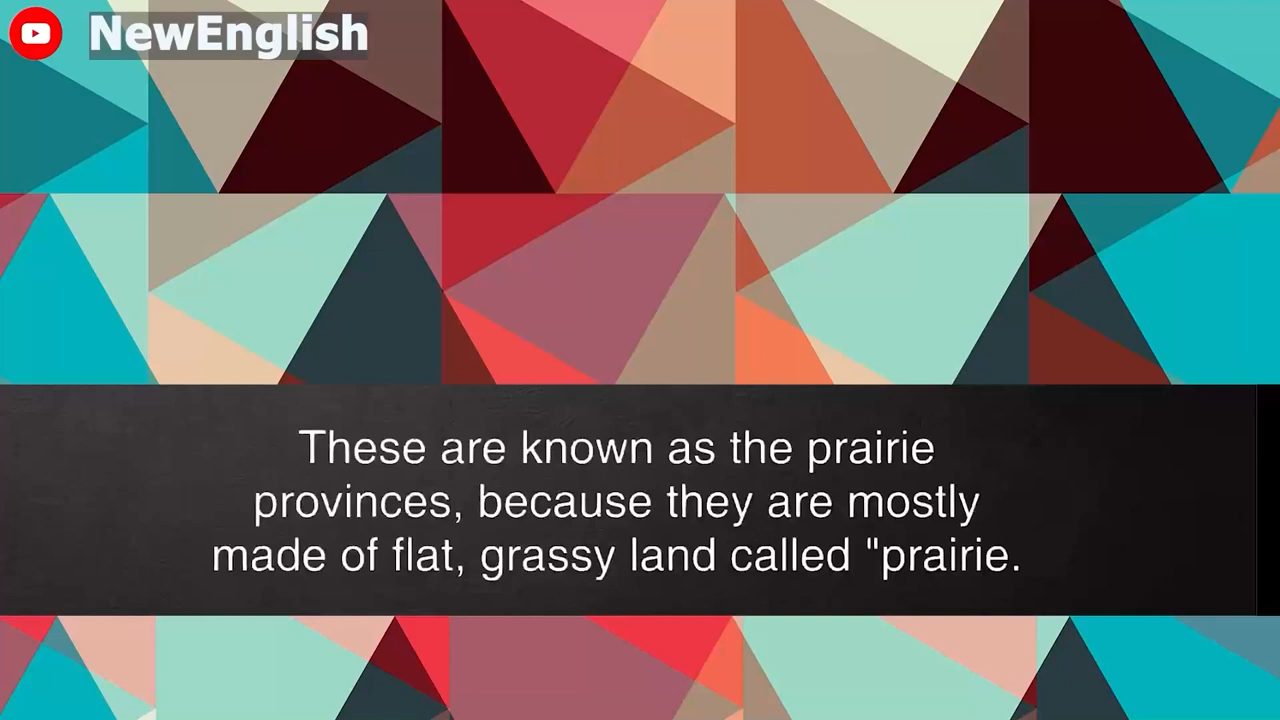 NewEnglish
These are known as the prairie
provinces, because they are mostly
made of flat, grassy land called "prairie.